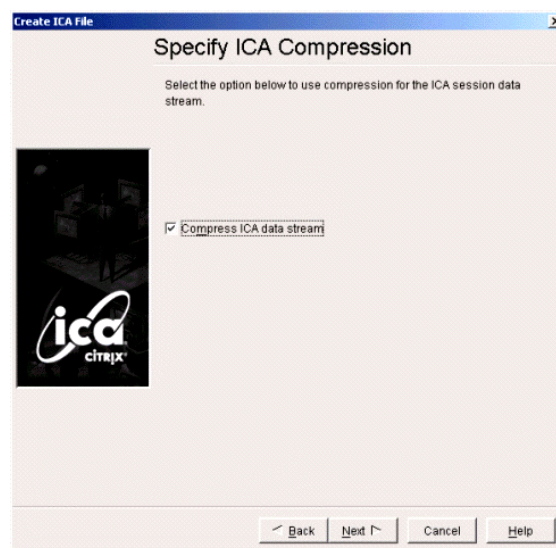 Create ICA File
Specify ICA Compression
Select the option below to use compression for the ICA session data
stream.
Compress ICA data stream
ica
CITRIX
Back
Next
Cancel
Help